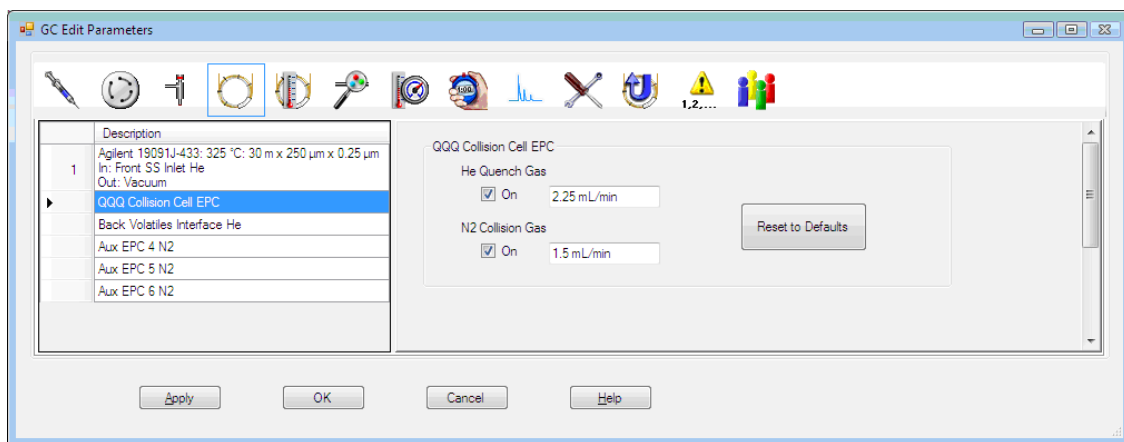 GC Edit Parameters
1,2,...
Description
1
Agilent 19091J-433: 325 °C: 30 m x 250 µm x 0.25 µm
In: Front SS Inlet He
Out: Vacuum
QQQ Collision Cell EPC
Back Volatiles Interface He
Aux EPC 4 N2
Aux EPC 5 N2
Aux EPC 6 N2
QQQ Collision Cell EPC
He Quench Gas
On 2.25 mL/min
N2 Collision Gas
On 1.5 mL/min
Reset to Defaults
Apply OK Cancel Help